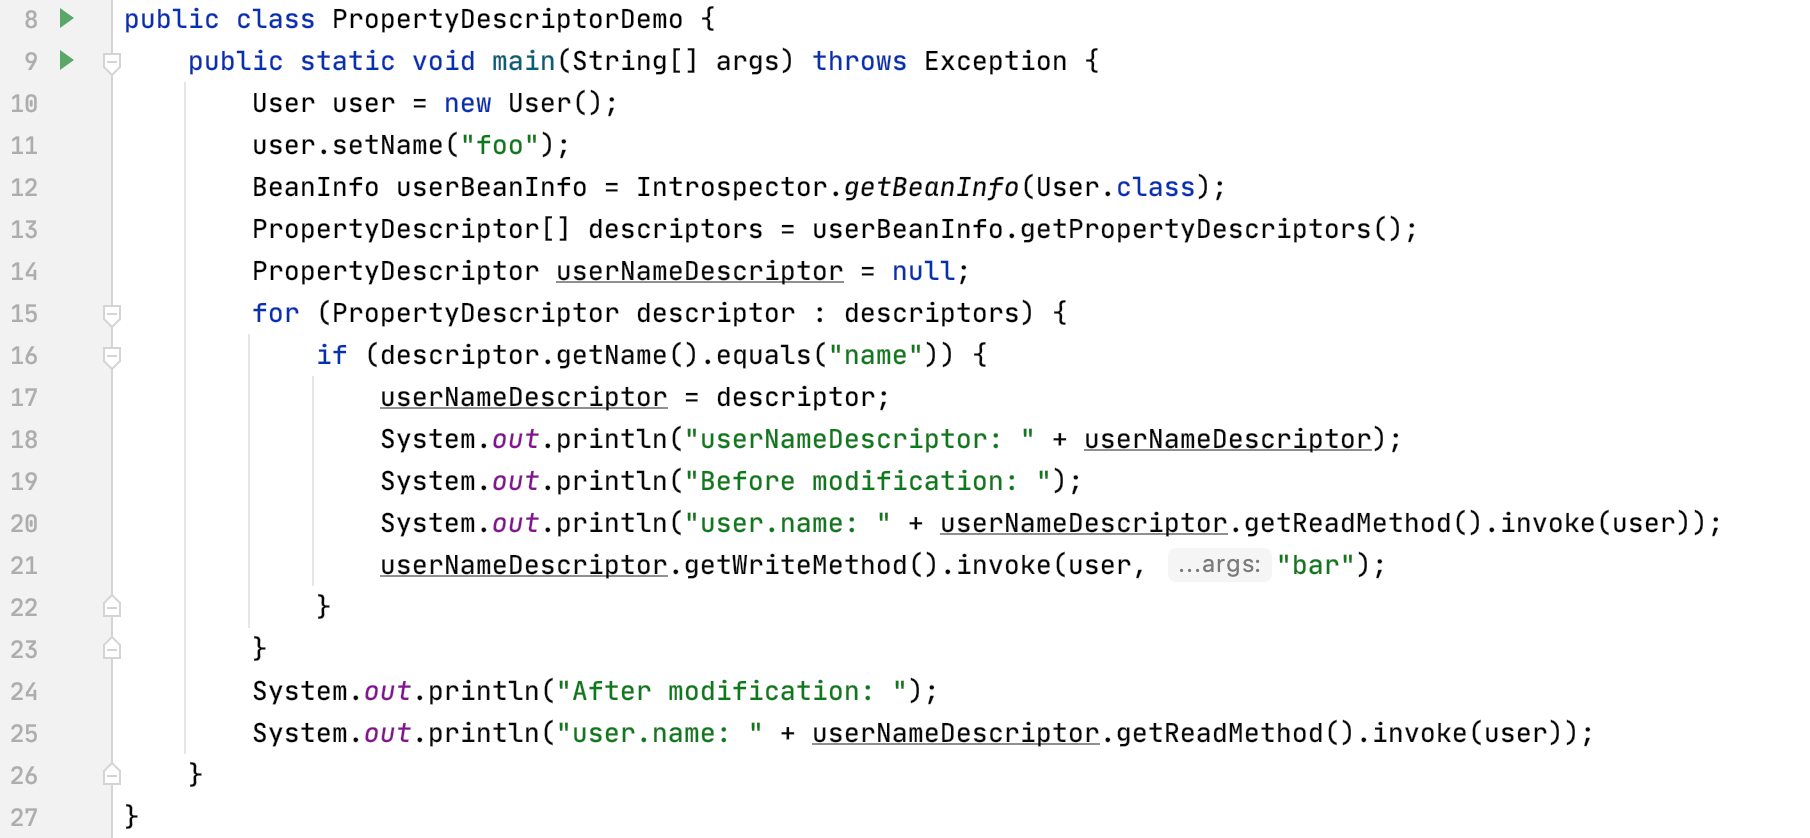 8 public class PropertyDescriptorDemo {
9 public static void main(String[] args) throws Exception {
10 User user = new User();
11 user.setName("foo");
12 BeanInfo userBeanInfo = Introspector.getBeanInfo(User.class);
13 PropertyDescriptor[] descriptors = userBeanInfo.getPropertyDescriptors();
14 PropertyDescriptor userNameDescriptor = null;
15 for (PropertyDescriptor descriptor : descriptors) {
16 if (descriptor.getName().equals("name")) {
17 userNameDescriptor = descriptor;
18 System.out.println("userNameDescriptor: " + userNameDescriptor);
19 System.out.println("Before modification: ");
20 System.out.println("user.name: " + userNameDescriptor.getReadMethod().invoke(user));
21 userNameDescriptor.getWriteMethod().invoke(user, ...args: "bar");
22 }
23 }
24 System.out.println("After modification: ");
25 System.out.println("user.name: " + userNameDescriptor.getReadMethod().invoke(user));
26 }
27 }